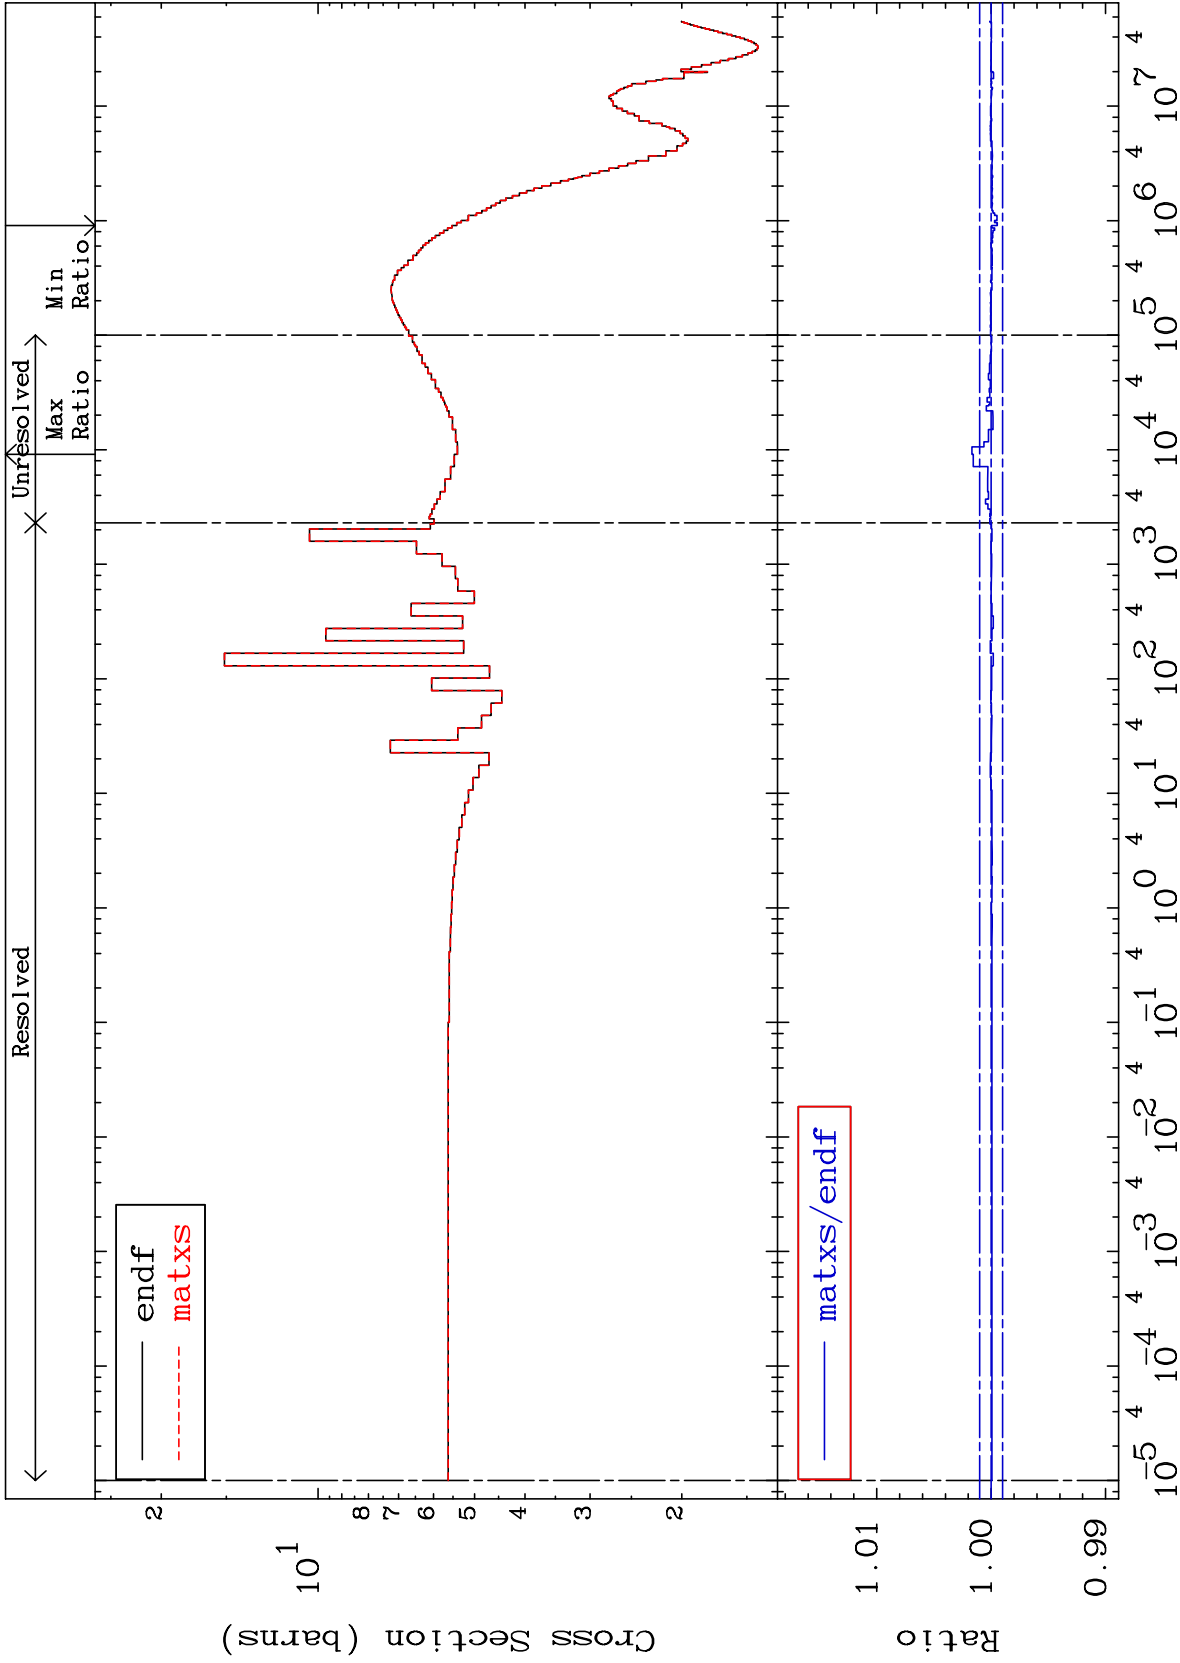 Resolved
Unresolved
Max
Ratio
Min
Ratio
endf
matxs
Cross Section (barns)
2
10^1
8
7
6
5
4
3
2
matxs/endf
Ratio
1.01
1.00
0.99
10^-5 4 10^-4 4 10^-3 4 10^-2 4 10^-1 4 10^0 4 10^1 4 10^2 4 10^3 4 10^4 4 10^5 4 10^6 4 10^7 4